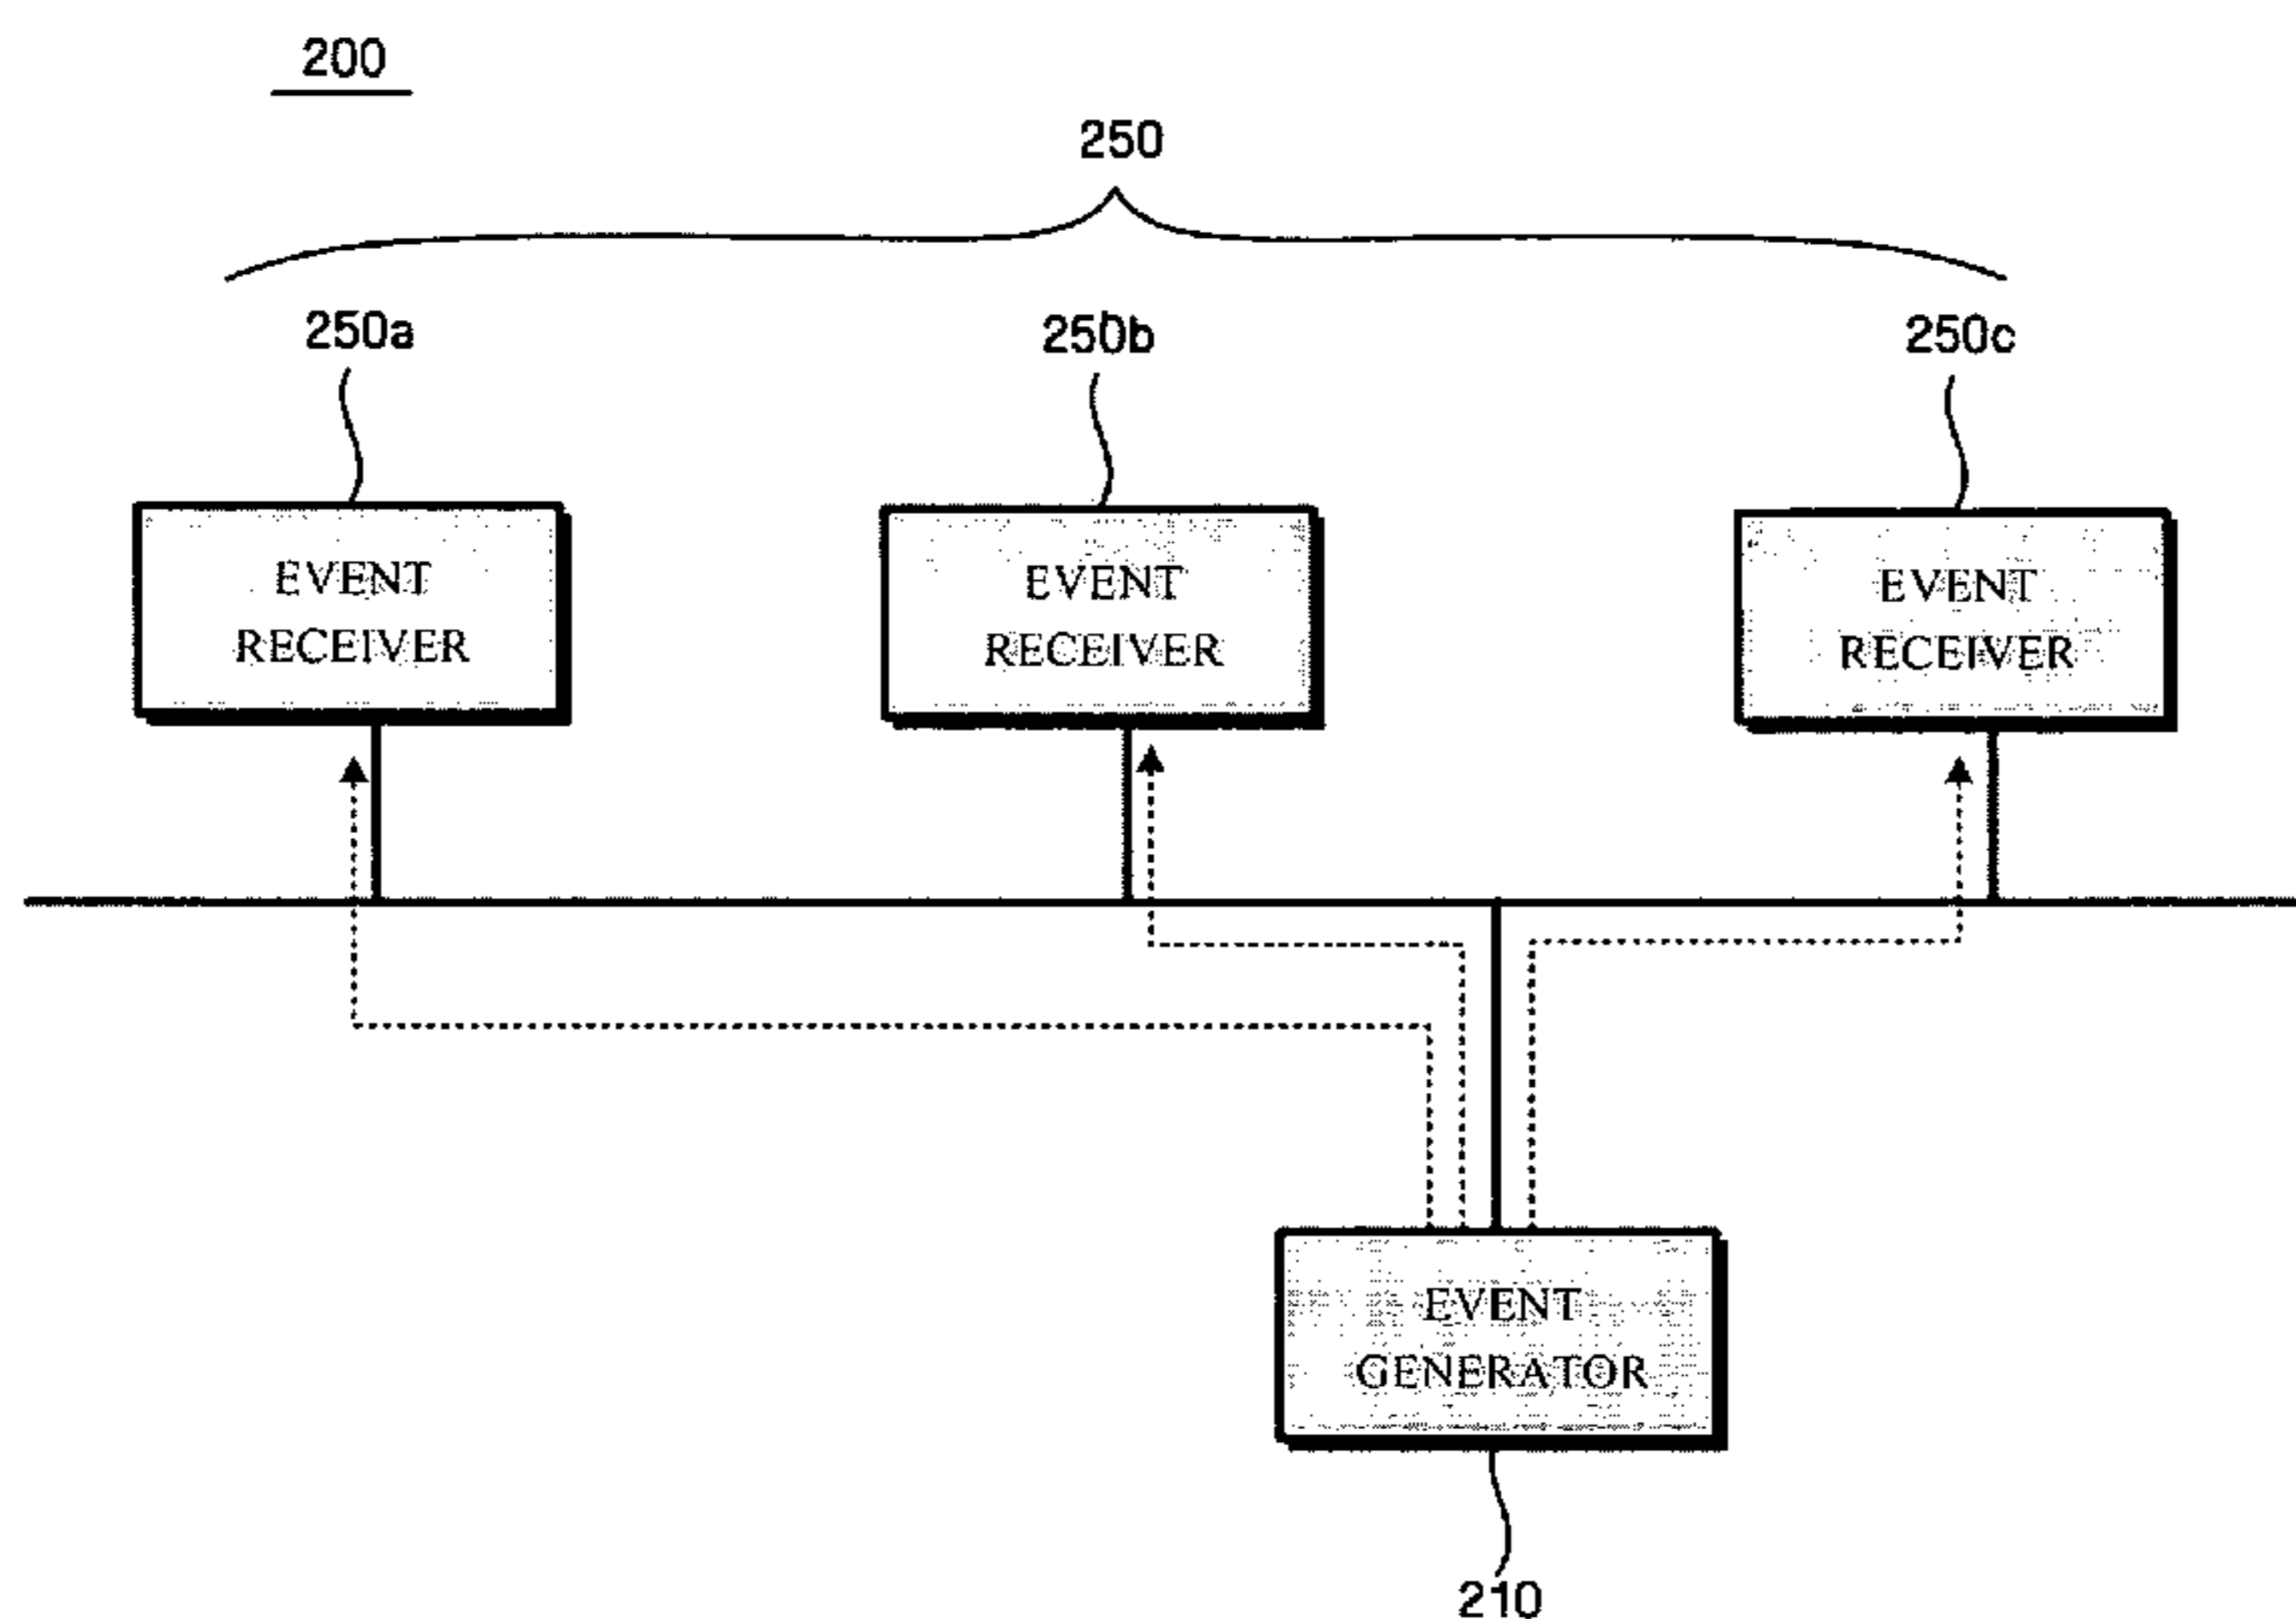 200
250
250a
250b
250c
EVENT
RECEIVER
EVENT
RECEIVER
EVENT
RECEIVER
EVENT
GENERATOR
210